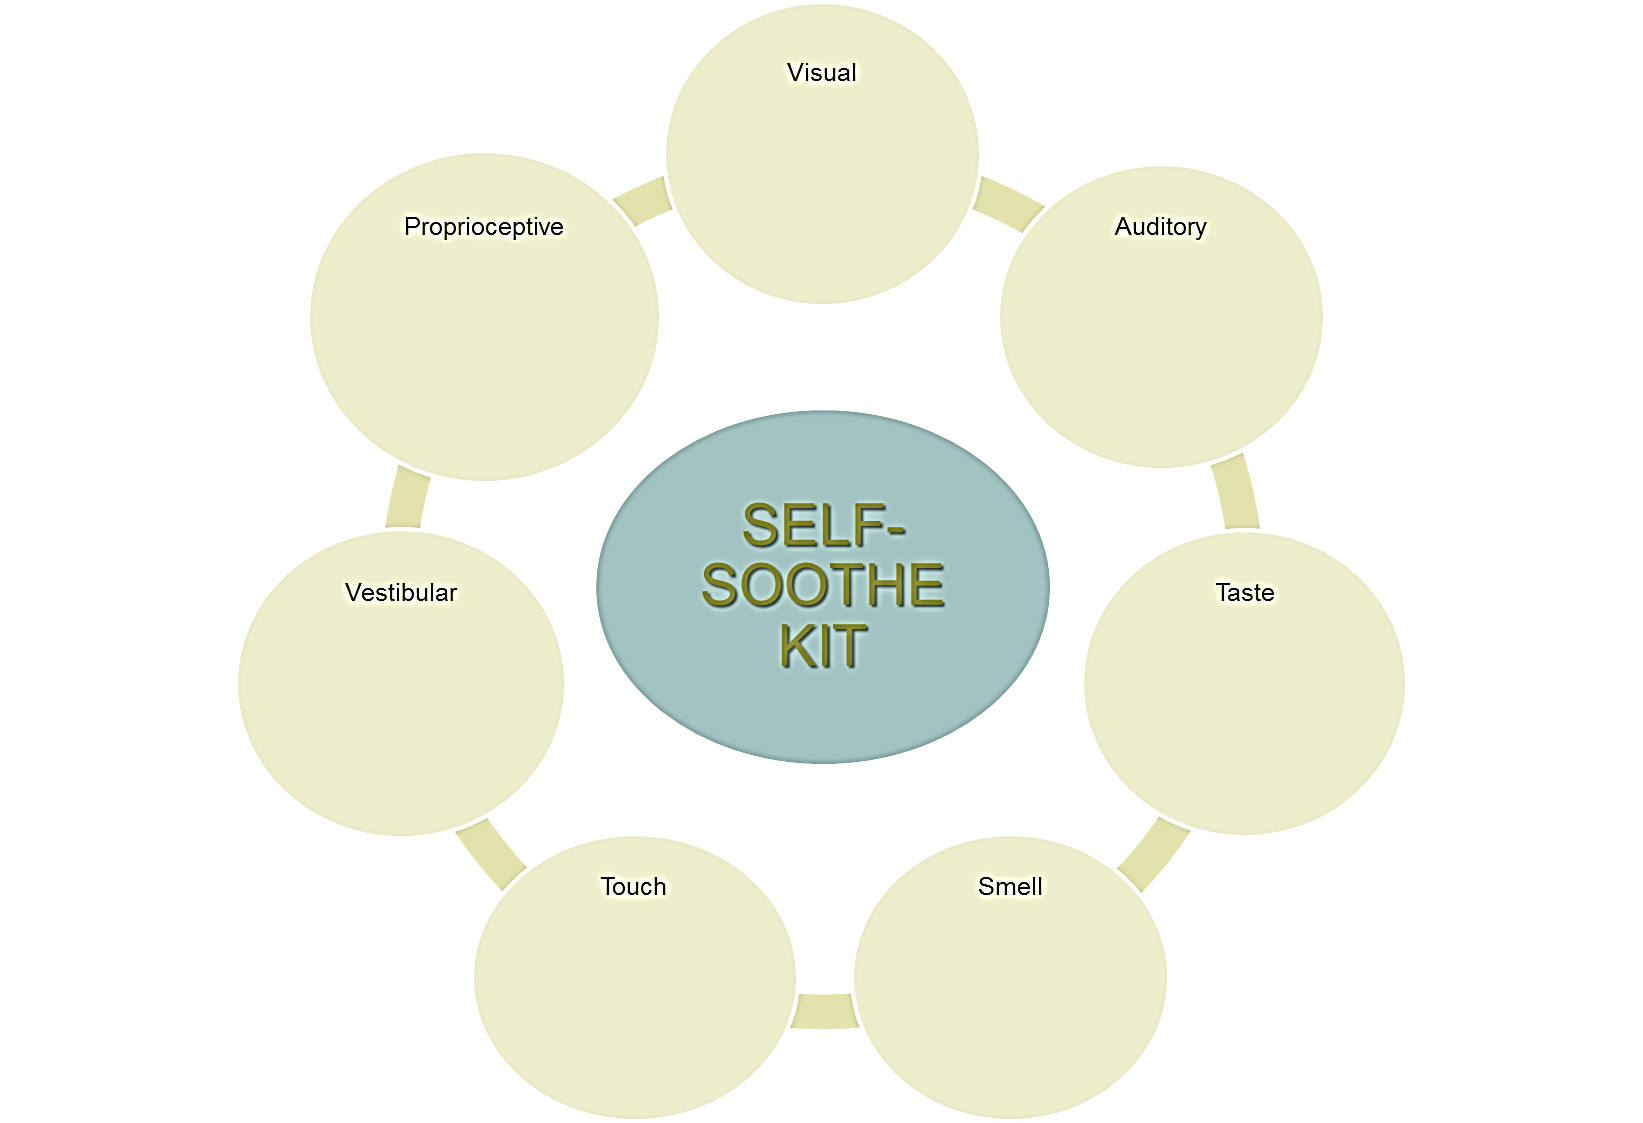 Visual
Proprioceptive
Auditory
SELF-
SOOTHE
KIT
Vestibular
Taste
Touch
Smell